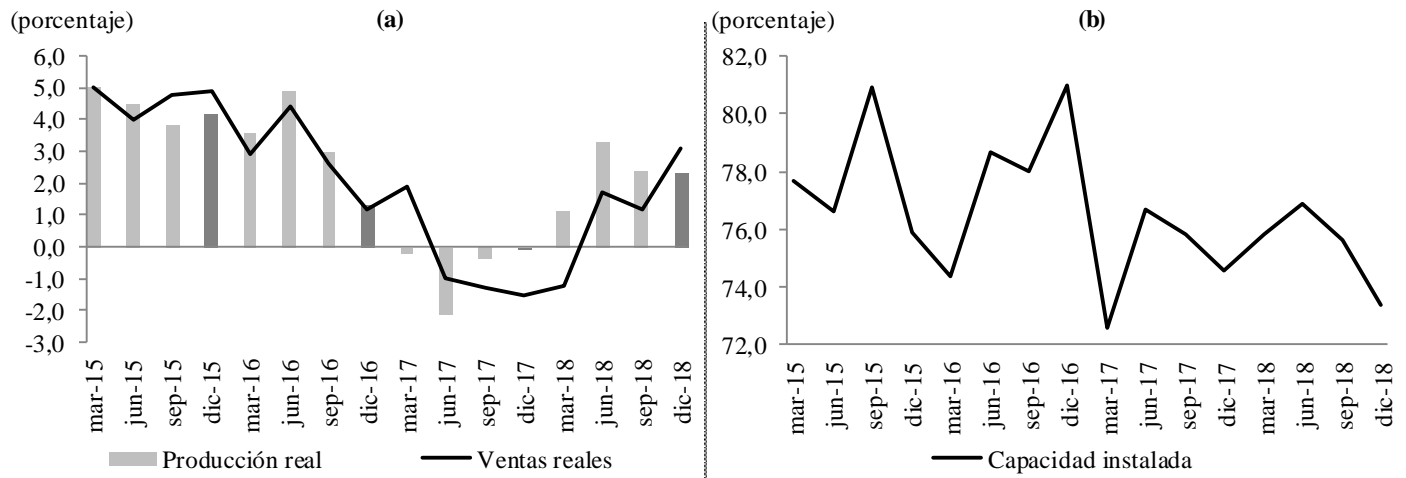 (porcentaje)
(a)
6,0
5,0
4,0
3,0
2,0
1,0
0,0
-1,0
-2,0
-3,0
mar-15
jun-15
sep-15
dic-15
mar-16
jun-16
sep-16
dic-16
mar-17
jun-17
sep-17
dic-17
mar-18
jun-18
sep-18
dic-18
Producción real
Ventas reales
(porcentaje)
(b)
82,0
80,0
78,0
76,0
74,0
72,0
mar-15
jun-15
sep-15
dic-15
mar-16
jun-16
sep-16
dic-16
mar-17
jun-17
sep-17
dic-17
mar-18
jun-18
sep-18
dic-18
Capacidad instalada